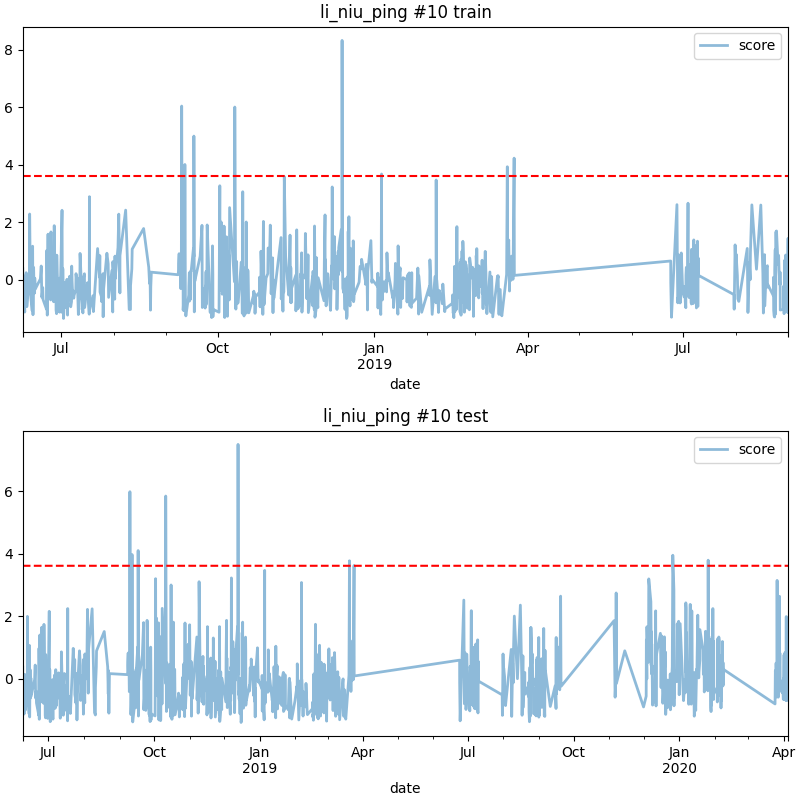 li_niu_ping #10 train
score
8
6
4
2
0
Jul
Oct
Jan
2019
Apr
Jul
date
li_niu_ping #10 test
score
6
4
2
0
Jul
Oct
Jan
2019
Apr
Jul
Oct
Jan
2020
Apr
date